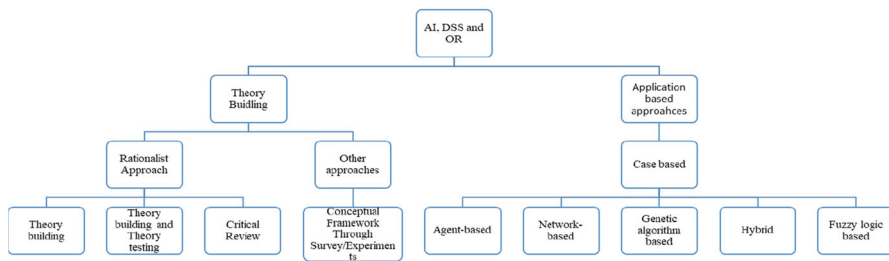 AI, DSS and
OR
Theory
Buidling
Application
based
approahces
Rationalist
Approach
Other
approaches
Case based
Theory
building
Theory
building and
Theory
testing
Critical
Review
Conceptual
Framework
Through
Survey/Experimen
ts
Agent-based
Network-
based
Genetic
algorithm
based
Hybrid
Fuzzy logic
based